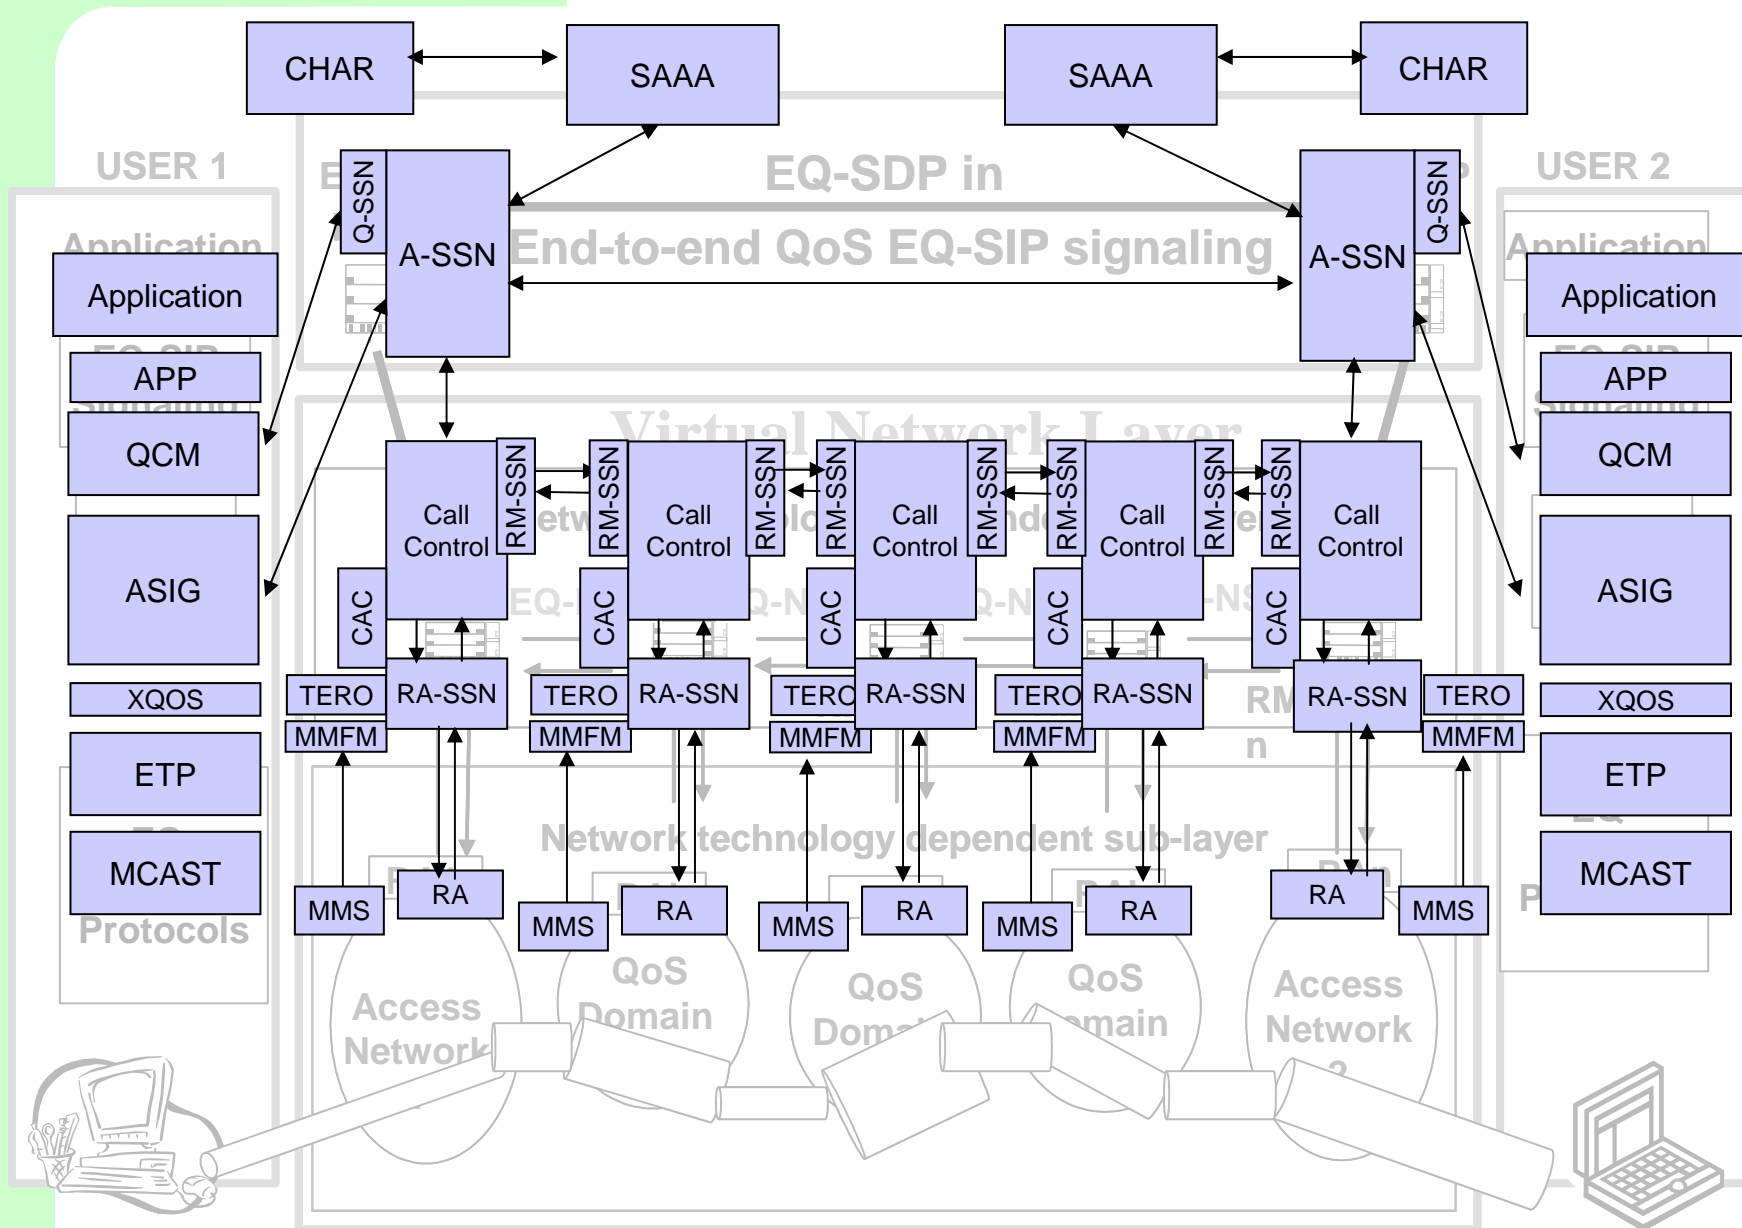 CHAR
SAAA
SAAA
CHAR
USER 1
USER 2
Q-SSN
A-SSN
EQ-SDP in
A-SSN
Q-SSN
End-to-end QoS EQ-SIP signaling
Application
Application
Application
Application
APP
APP
QCM
QCM
ASIG
ASIG
XQOS
XQOS
ETP
ETP
MCAST
MCAST
Protocols
Virtual Network Layer
RM-SSN
RM-SSN
RM-SSN
RM-SSN
RM-SSN
RM-SSN
RM-SSN
RM-SSN
Call
Control
Call
Control
Call
Control
Call
Control
Call
Control
CAC
CAC
CAC
CAC
CAC
TERO
RA-SSN
TERO
RA-SSN
TERO
RA-SSN
TERO
RA-SSN
RA-SSN
TERO
MMFM
MMFM
MMFM
MMFM
MMFM
Network technology dependent sub-layer
MMS
RA
MMS
RA
MMS
RA
MMS
RA
RA
MMS
Access
Network
QoS
Domain
QoS
QoS
Access
Network
2